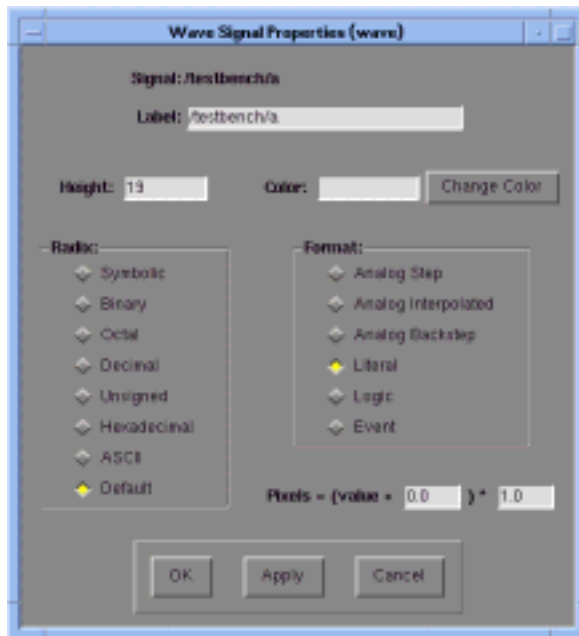 Wave Signal Properties (wave)
Signal: /testbench/a
Label: /testbench/a
Height: 19 Color: Change Color
Radix: Format:
Symbolic Analog Step
Binary Analog Interpolated
Octal Analog Backstep
Decimal Literal
Unsigned Logic
Hexadecimal Event
ASCII
Default
Pixels = (value + 0.0 ) * 1.0
OK Apply Cancel